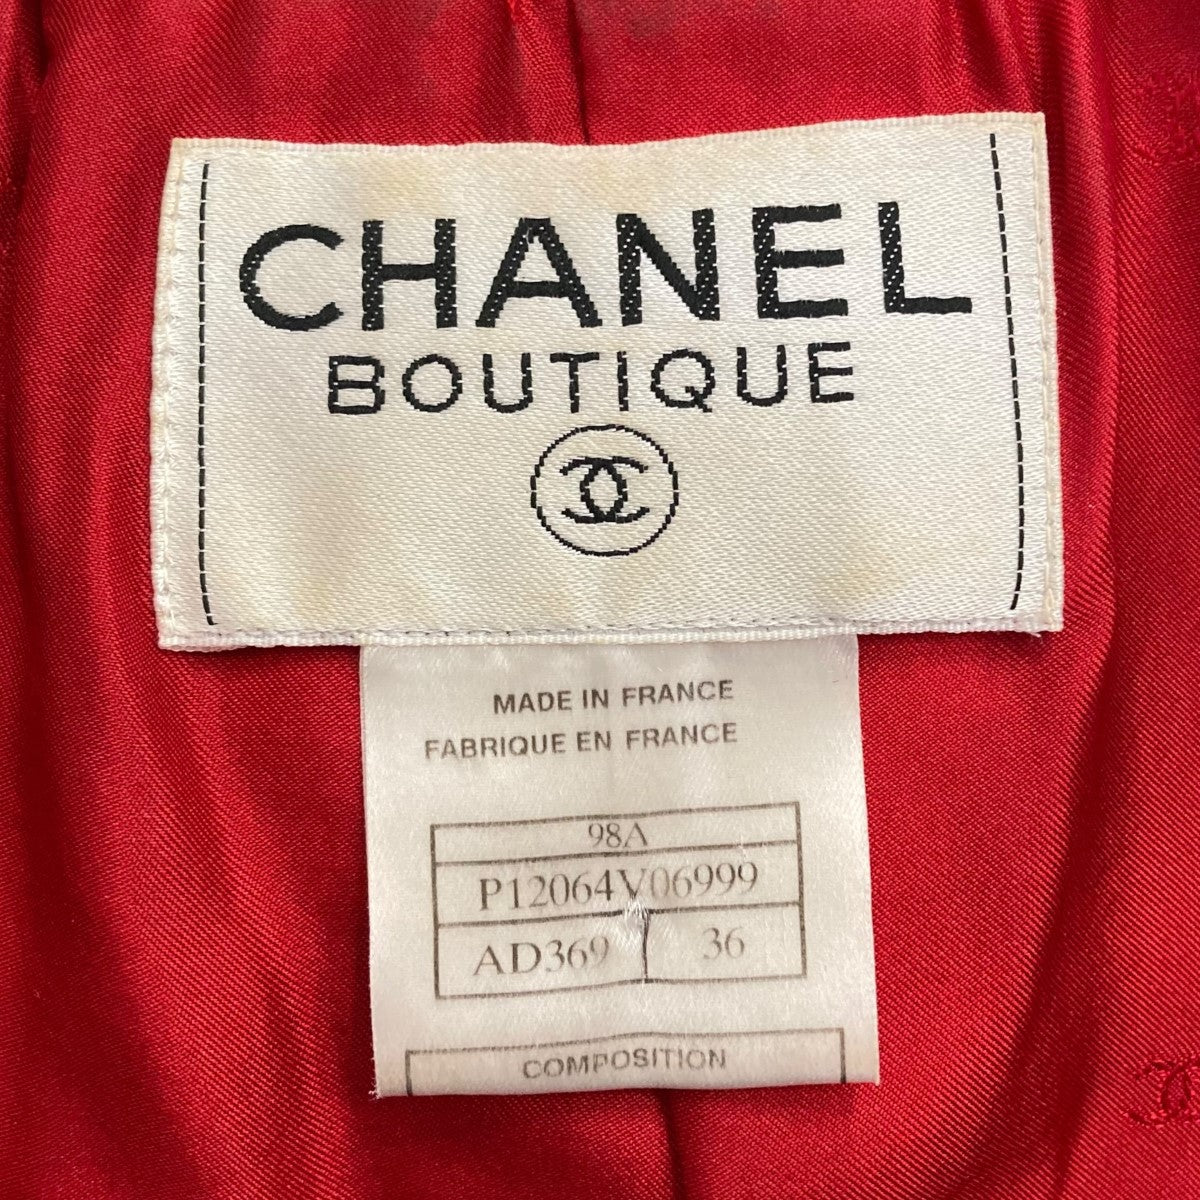 CHANEL
BOUTIQUE
MADE IN FRANCE
FABRIQUE EN FRANCE
98A
P12064V06999
AD369 36
COMPOSITION